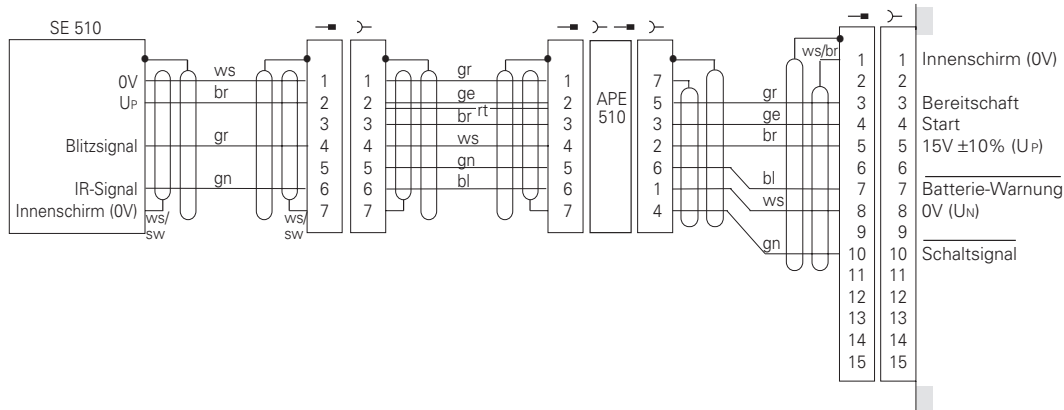 SE 510
0V
UP
Blitzsignal
IR-Signal
Innenschirm (0V)
ws
br
gr
gn
ws/
sw
ws/
sw
1
2
3
4
5
6
7
1
2
3
4
5
6
7
gr
ge
rt
br
ws
gn
bl
1
2
3
4
5
6
7
APE
510
7
5
3
2
6
1
4
gr
ge
br
bl
ws
gn
ws/br
1
2
3
4
5
6
7
8
9
10
11
12
13
14
15
1
2
3
4
5
6
7
8
9
10
11
12
13
14
15
Innenschirm (0V)
Bereitschaft
Start
15V ±10% (UP)
Batterie-Warnung
0V (UN)
Schaltsignal